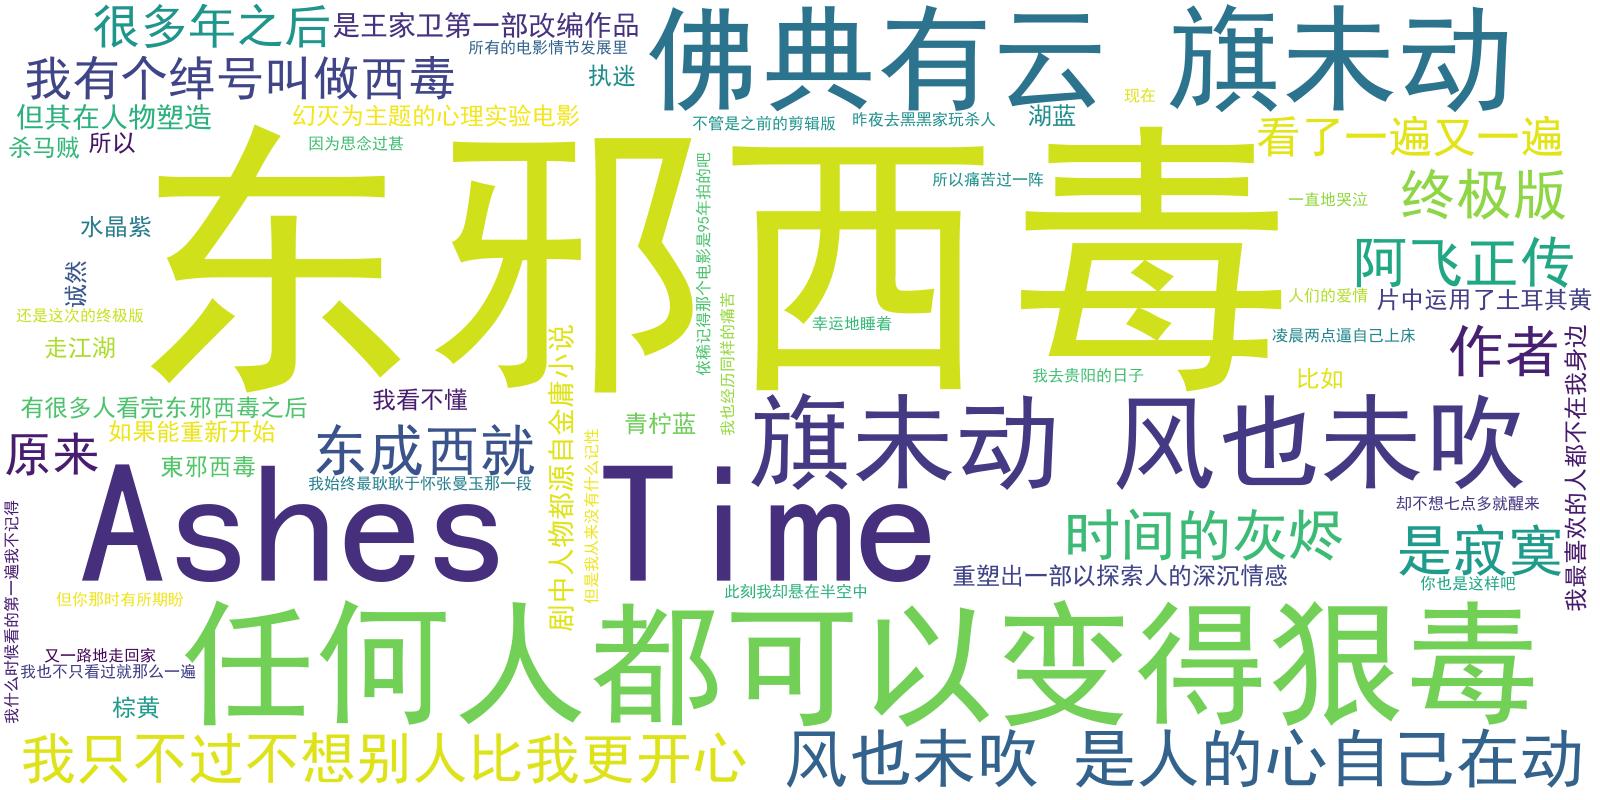 很多年之后
是王家卫第一部改编作品
所有的电影情节发展里
佛典有云 旗未动
我有个绰号叫做西毒
执迷
现在
但其在人物塑造
幻灭为主题的心理实验电影
不管是之前的剪辑版
昨夜去黑黑家玩杀人
湖蓝
看了一遍又一遍
杀马贼
所以
因为思念过甚
东邪西毒
依稀记得那个电影是95年拍的吧
所以痛苦过一阵
一直地哭泣
终极版
水晶紫
阿飞正传
诚然
人们的爱情
片中运用了土耳其黄
还是这次的终极版
我也经历同样的痛苦
幸运地睡着
凌晨两点逼自己上床
走江湖
作者
我最喜欢的人都不在我身边
剧中人物都源自金庸小说
我去贵阳的日子
比如
有很多人看完东邪西毒之后
我看不懂
青柠蓝
旗未动 风也未吹
如果能重新开始
原来
東邪西毒
东成西就
我始终最耿耿于怀张曼玉那一段
但是我从来没有什么记性
Ashes Time
却不想七点多就醒来
我什么时候看的第一遍我不记得
时间的灰烬
是寂寞
重塑出一部以探索人的深沉情感
你也是这样吧
此刻我却悬在半空中
但你那时有所期盼
任何人都可以变得狠毒
又一路地走回家
我也不只看过就那么一遍
棕黄
我只不过不想别人比我更开心
风也未吹 是人的心自己在动